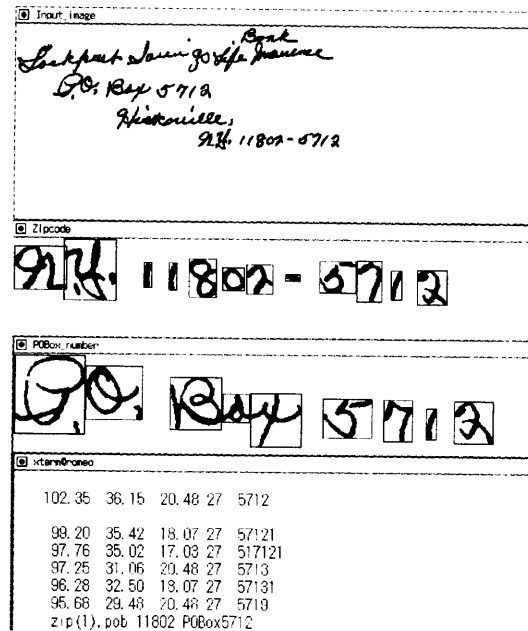 Input_image
Bank
Lockport Savings Life Insurance
P.O. Box 5712
Hicksville,
N.Y. 11802-5712
Zipcode
N.Y. 11802-5712
POBox_number
P.O. Box 5712
xterm@romeo
102.35 36.15 20.48 27 5712
99.20 35.42 18.07 27 57121
97.76 35.02 17.03 27 517121
97.25 31.06 20.48 27 5713
96.28 32.50 18.07 27 57131
95.68 29.48 20.48 27 5719
zip(1),pob 11802 POBox5712